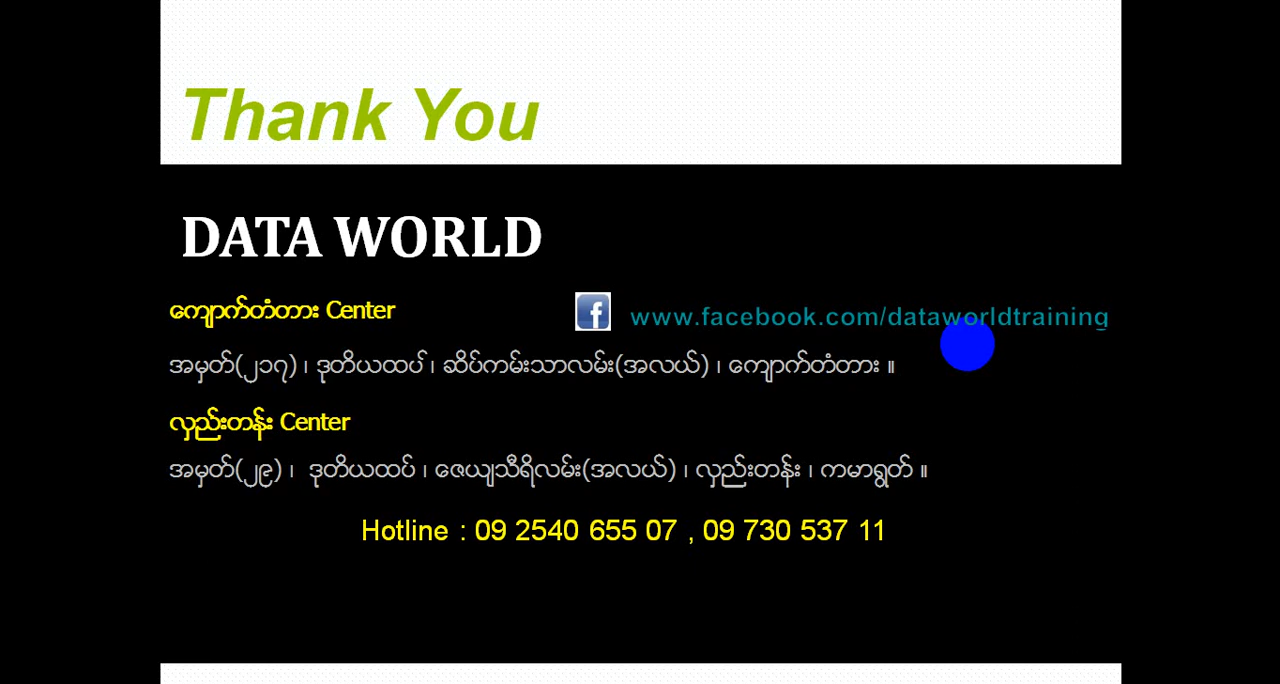 Thank You
DATA WORLD
ကျောက်တံတား Center
www.facebook.com/dataworldtraining
အမှတ်(၂၁၇) ၊ ဒုတိယထပ် ၊ ဆိပ်ကမ်းသာလမ်း(အလယ်) ၊ ကျောက်တံတား ။
လှည်းတန်း Center
အမှတ်(၂၉) ၊ ဒုတိယထပ် ၊ ဇေယျသီရိလမ်း(အလယ်) ၊ လှည်းတန်း ၊ ကမာရွတ် ။
Hotline : 09 2540 655 07 , 09 730 537 11